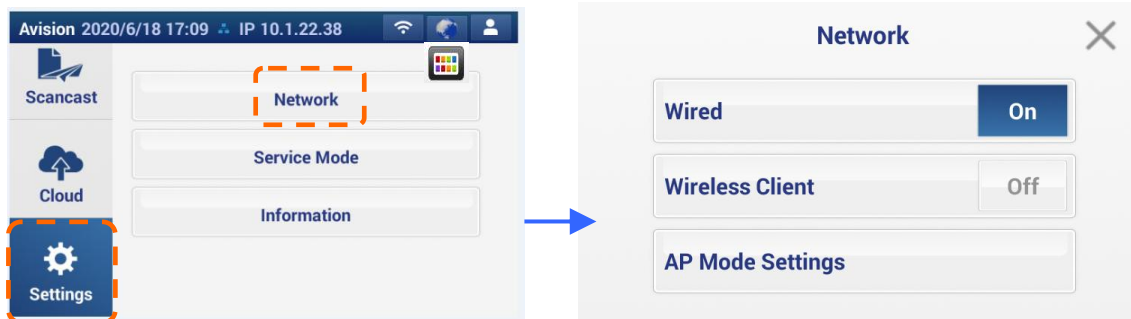 Avision 2020/6/18 17:09 IP 10.1.22.38
Scancast
Network
Service Mode
Cloud
Information
Settings
Network
Wired On
Wireless Client Off
AP Mode Settings